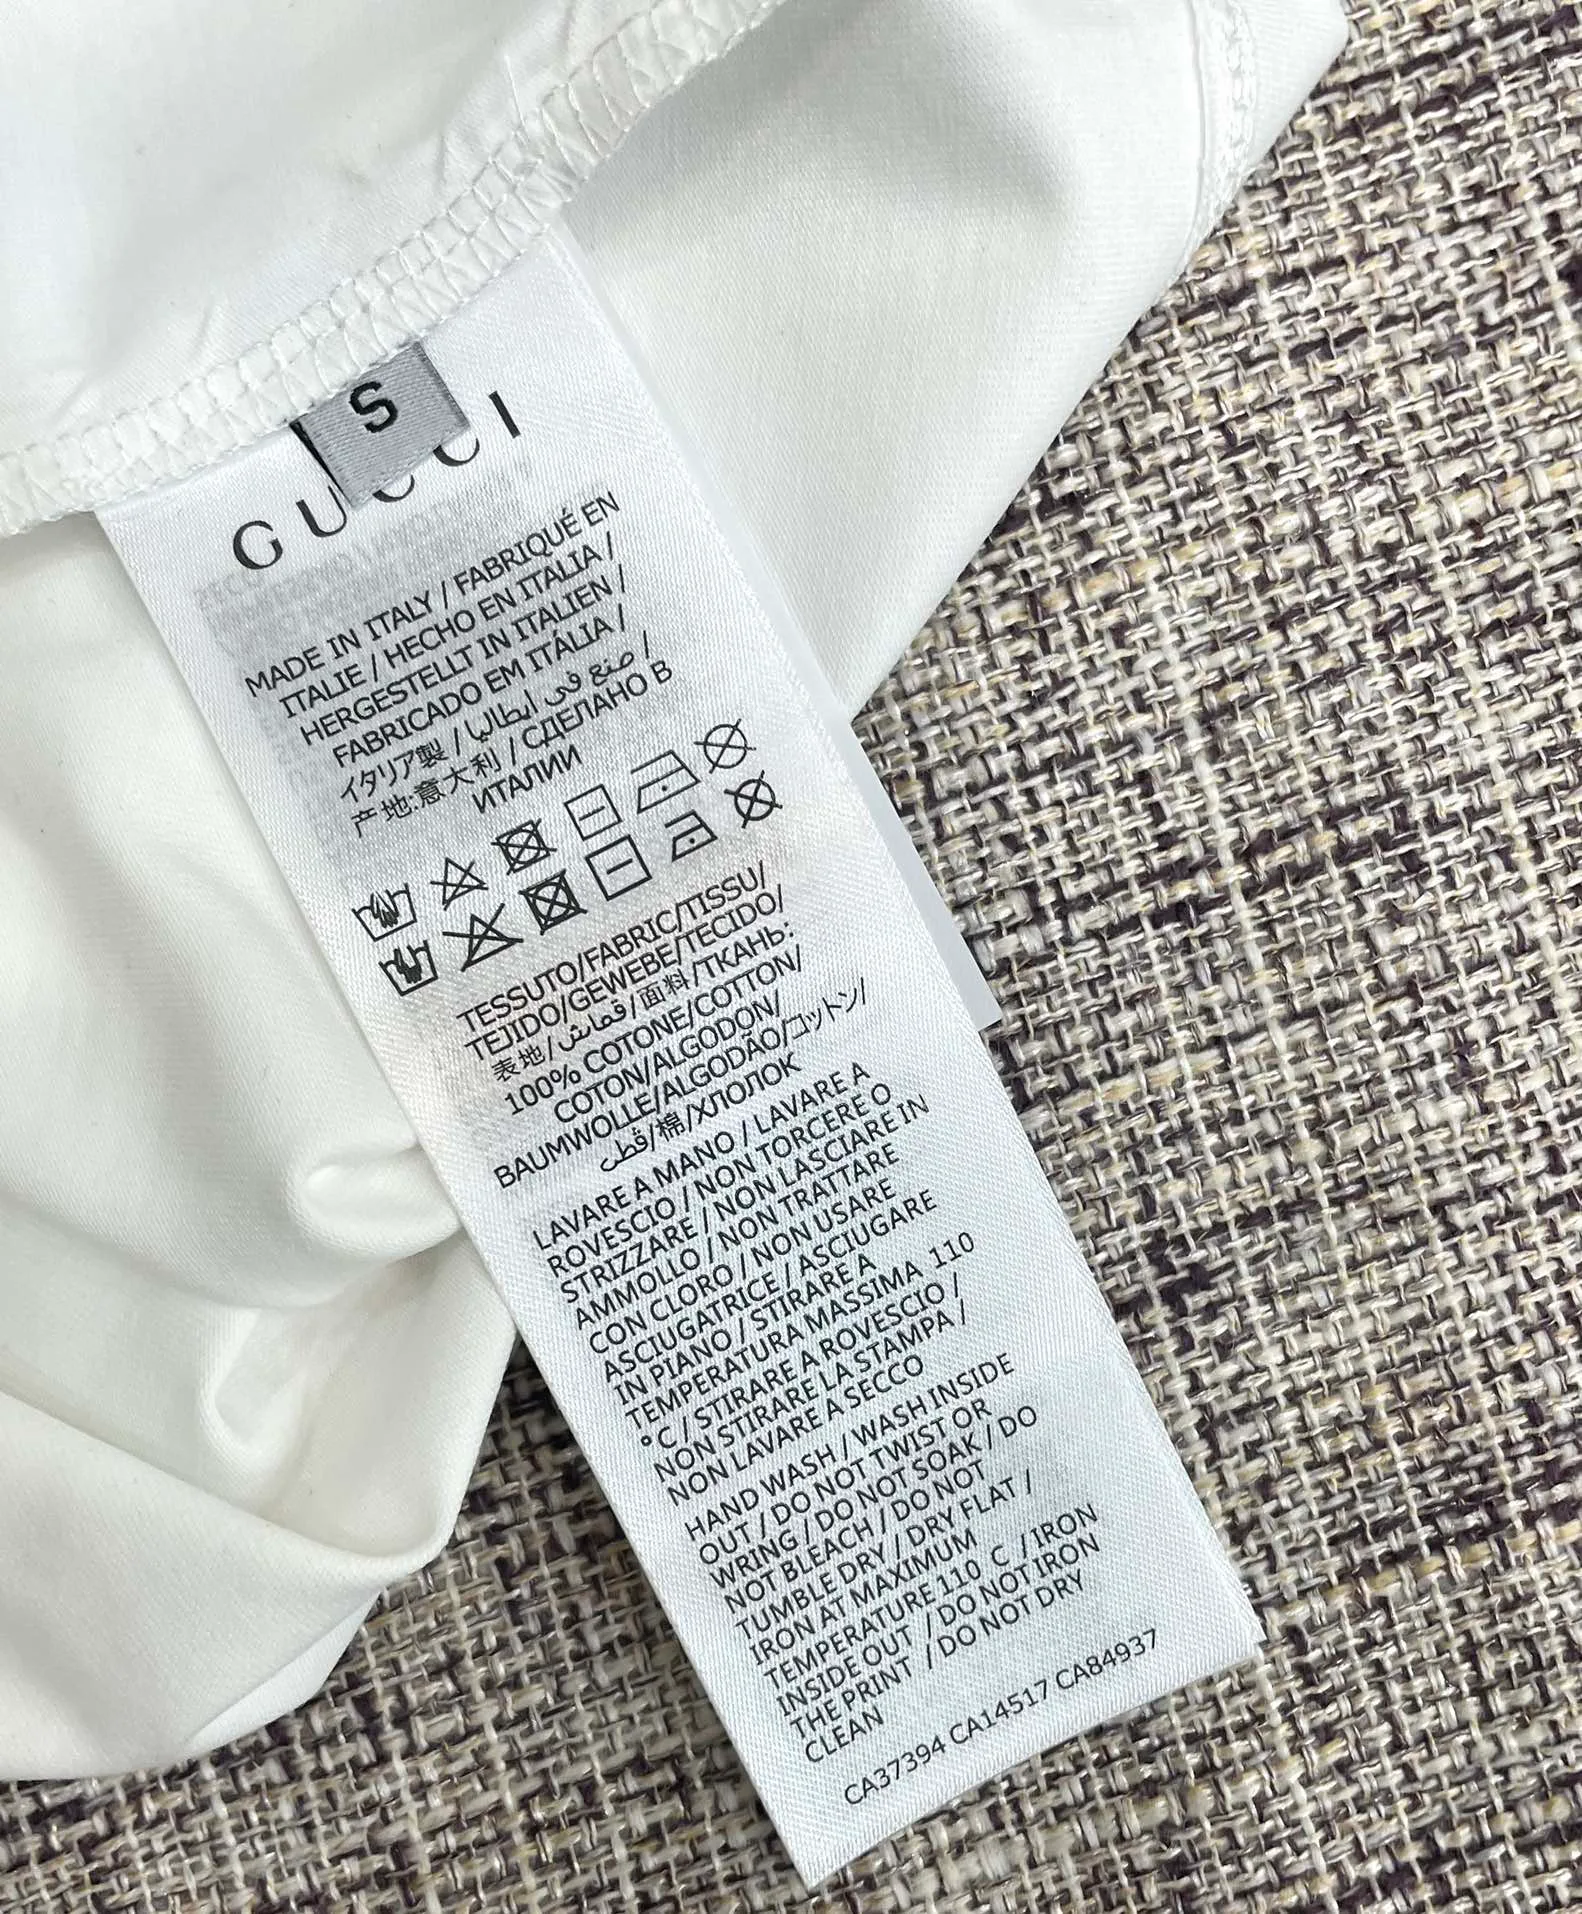 S
GUCCI
MADE IN ITALY / FABRIQUÉ EN
ITALIE / HECHO EN ITALIA /
HERGESTELLT IN ITALIEN /
FABRICADO EM ITÁLIA /
イタリア製 / صنع في ايطاليا /
产地:意大利 / СДЕЛАНО В
ИТАЛИИ
TESSUTO/FABRIC/TISSU/
TEJIDO/GEWEBE/TECIDO/
表地/قماش/面料/ТКАНЬ:
100% COTONE/COTTON/
COTON/ALGODON/
BAUMWOLLE/ALGODÃO/コットン/
قطن/棉/ХЛОПОК
LAVARE A MANO / LAVARE A
ROVESCIO / NON TORCERE O
STRIZZARE / NON LASCIARE IN
AMMOLLO / NON TRATTARE
CON CLORO / NON USARE
ASCIUGATRICE / ASCIUGARE
IN PIANO / STIRARE A
TEMPERATURA MASSIMA 110
°C / STIRARE A ROVESCIO /
NON STIRARE LA STAMPA /
NON LAVARE A SECCO
HAND WASH / WASH INSIDE
OUT / DO NOT TWIST OR
WRING / DO NOT SOAK / DO
NOT BLEACH / DO NOT
TUMBLE DRY / DRY FLAT /
IRON AT MAXIMUM
TEMPERATURE 110 C / IRON
INSIDE OUT / DO NOT IRON
THE PRINT / DO NOT DRY
CLEAN
CA37394 CA14517 CA84937